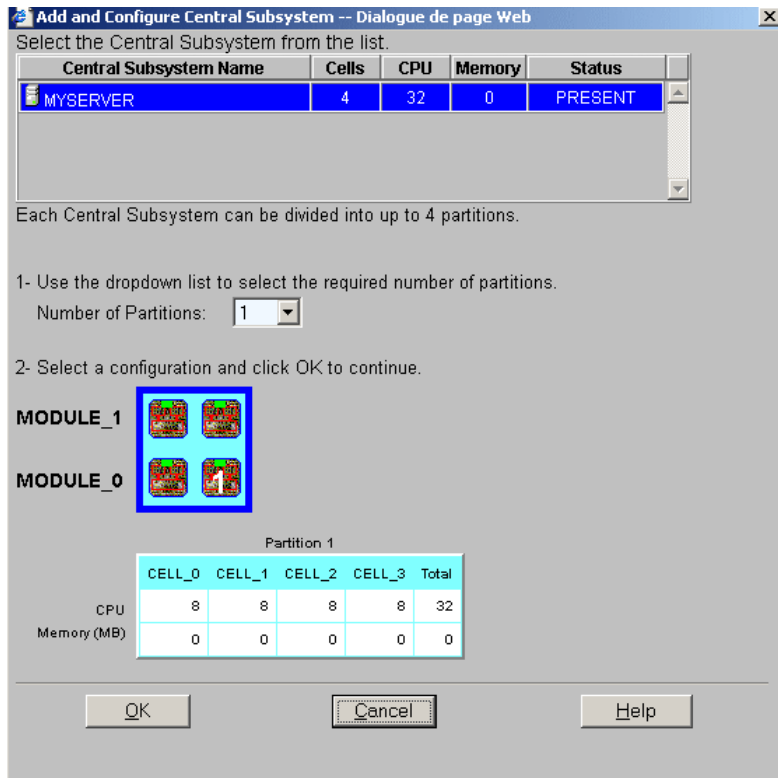 Add and Configure Central Subsystem -- Dialogue de page Web
Select the Central Subsystem from the list.
Central Subsystem Name Cells CPU Memory Status
MYSERVER 4 32 0 PRESENT
Each Central Subsystem can be divided into up to 4 partitions.
1- Use the dropdown list to select the required number of partitions.
Number of Partitions: 1
2- Select a configuration and click OK to continue.
MODULE_1
MODULE_0 1
Partition 1
CELL_0 CELL_1 CELL_2 CELL_3 Total
CPU 8 8 8 8 32
Memory (MB) 0 0 0 0 0
OK Cancel Help